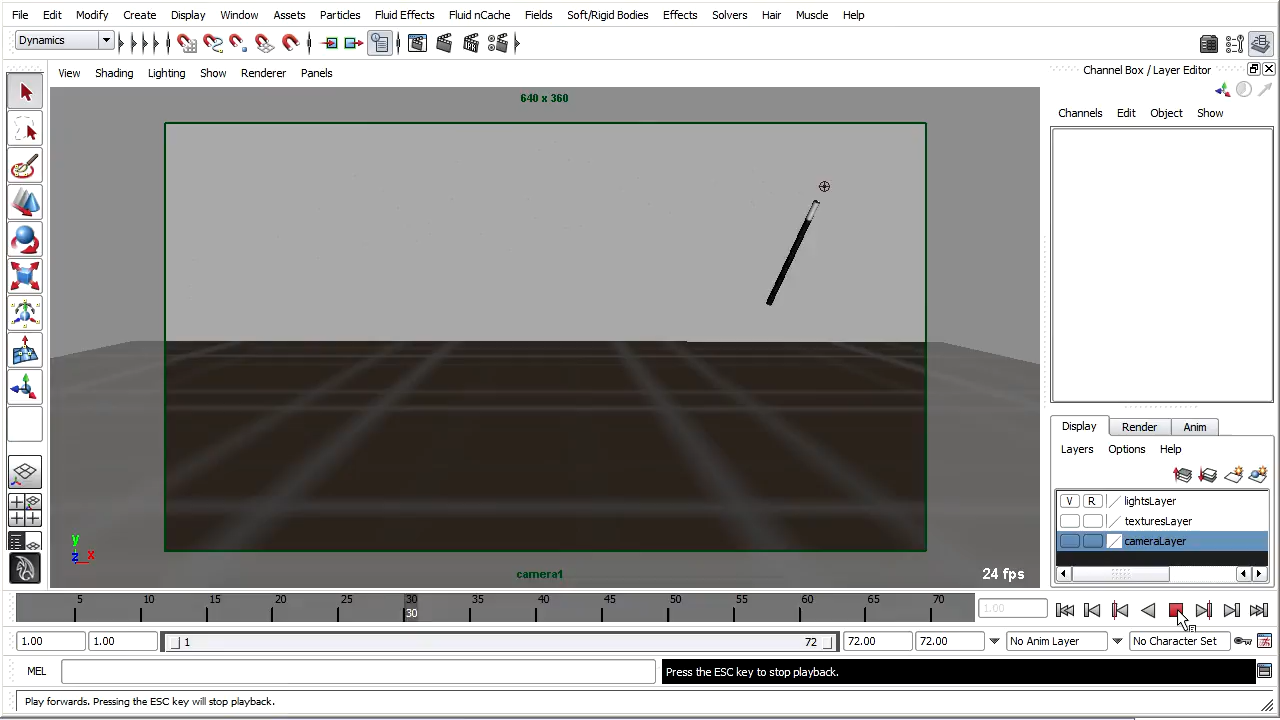 File Edit Modify Create Display Window Assets Particles Fluid Effects Fluid nCache Fields Soft/Rigid Bodies Effects Solvers Hair Muscle Help
Dynamics
Channel Box / Layer Editor
View Shading Lighting Show Renderer Panels
640 x 360
Channels Edit Object Show
Display Render Anim
Layers Options Help
V R lightsLayer
texturesLayer
cameraLayer
y
z x
camera1
24 fps
5 10 15 20 25 30 35 40 45 50 55 60 65 70
30
1.00
1.00 1.00 1 72 72.00 72.00 No Anim Layer No Character Set
MEL
Press the ESC key to stop playback.
Play forwards. Pressing the ESC key will stop playback.